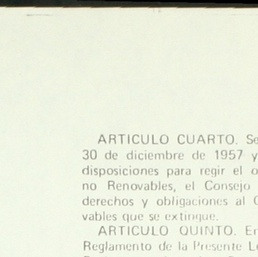 ARTICULO CUARTO. Se
30 de diciembre de 1957 y
disposiciones para regir el o
no Renovables, el Consejo
derechos y obligaciones al C
vables que se extingue.
ARTICULO QUINTO. En
Reglamento de la Presente Le